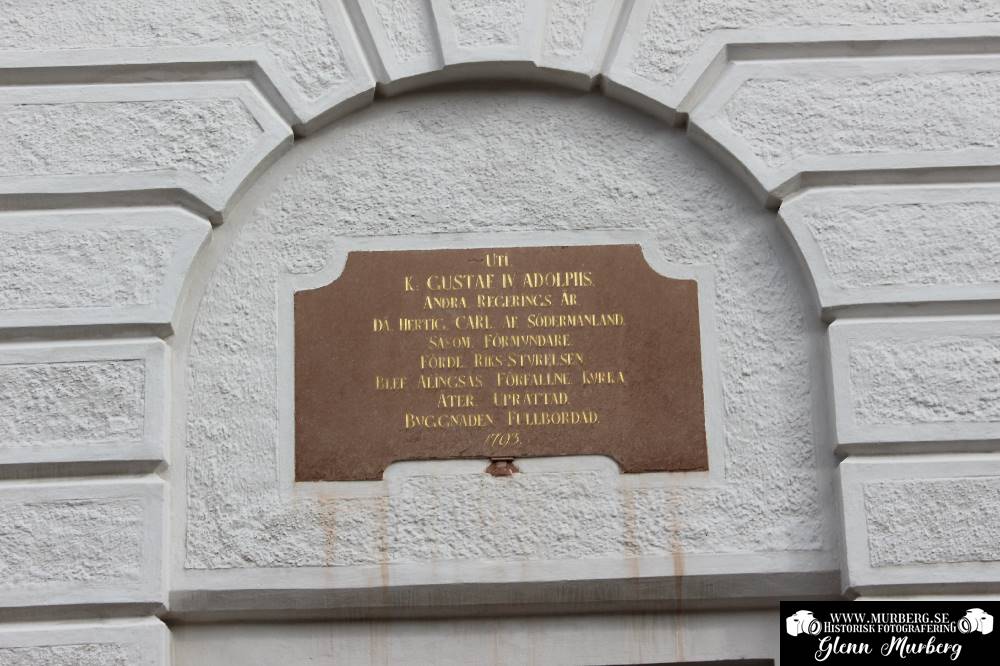 UTI.
K: GUSTAF IV ADOLPHS.
ANDRA REGERINGS ÅR
DÅ. HERTIG. CARL. AF. SÖDERMANLAND.
SÅSOM. FÖRMYNDARE.
FÖRDE. RIKS-STYRELSEN
BLEF ALINGSÅS FÖRFALLNE KYRKA
ÅTER. UPRÄTTAD.
BYGGNADEN FULLBORDAD.
1793.
WWW.MURBERG.SE
HISTORISK FOTOGRAFERING
Glenn Murberg